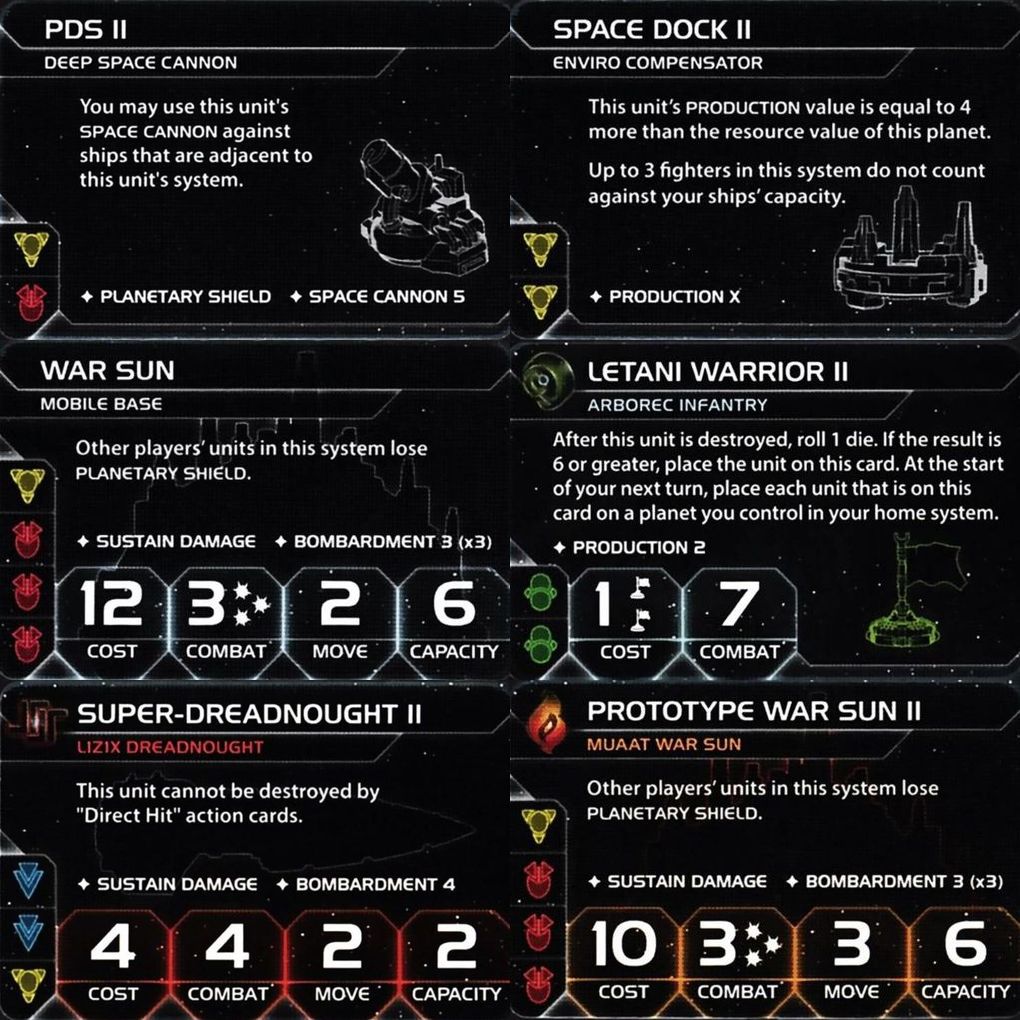 PDS II
DEEP SPACE CANNON
You may use this unit's
SPACE CANNON against
ships that are adjacent to
this unit's system.
✦ PLANETARY SHIELD ✦ SPACE CANNON 5
SPACE DOCK II
ENVIRO COMPENSATOR
This unit's PRODUCTION value is equal to 4
more than the resource value of this planet.
Up to 3 fighters in this system do not count
against your ships' capacity.
✦ PRODUCTION X
WAR SUN
MOBILE BASE
Other players' units in this system lose
PLANETARY SHIELD.
✦ SUSTAIN DAMAGE ✦ BOMBARDMENT 3 (x3)
12 3 2 6
COST COMBAT MOVE CAPACITY
LETANI WARRIOR II
ARBOREC INFANTRY
After this unit is destroyed, roll 1 die. If the result is
6 or greater, place the unit on this card. At the start
of your next turn, place each unit that is on this
card on a planet you control in your home system.
✦ PRODUCTION 2
1 7
COST COMBAT
SUPER-DREADNOUGHT II
L1Z1X DREADNOUGHT
This unit cannot be destroyed by
"Direct Hit" action cards.
✦ SUSTAIN DAMAGE ✦ BOMBARDMENT 4
4 4 2 2
COST COMBAT MOVE CAPACITY
PROTOTYPE WAR SUN II
MUAAT WAR SUN
Other players' units in this system lose
PLANETARY SHIELD.
✦ SUSTAIN DAMAGE ✦ BOMBARDMENT 3 (x3)
10 3 3 6
COST COMBAT MOVE CAPACITY